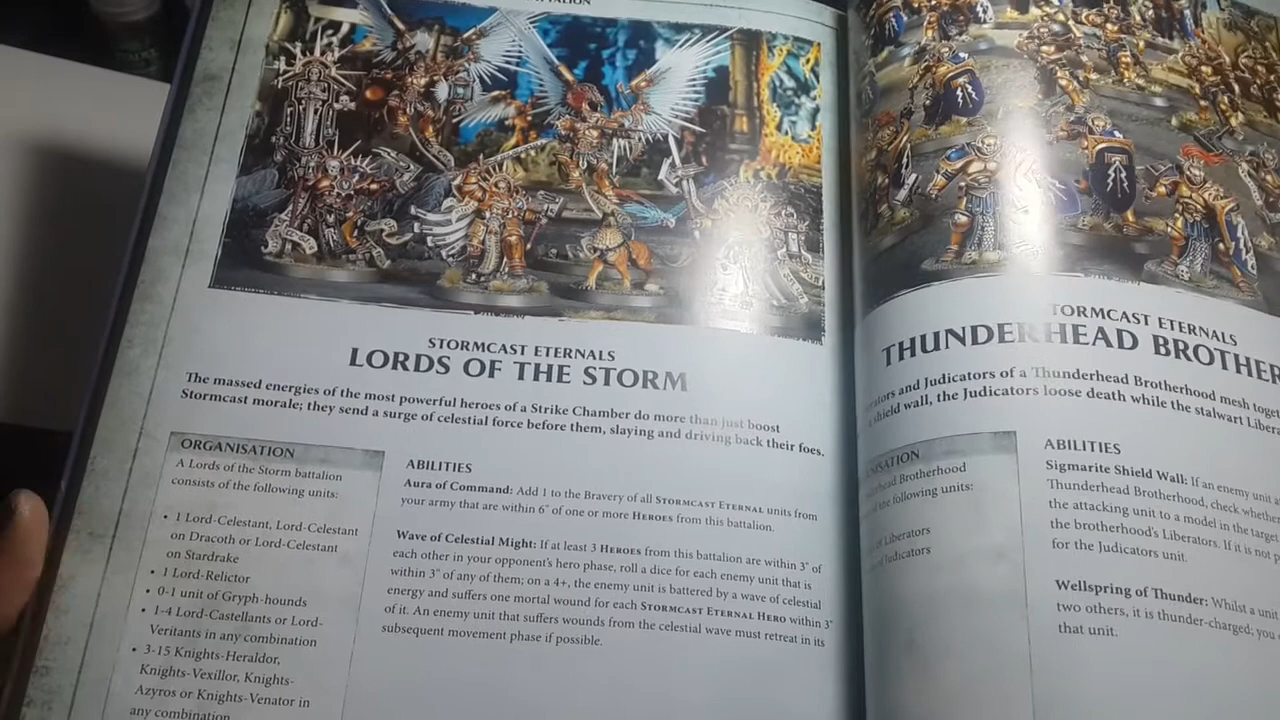 STORMCAST ETERNALS
LORDS OF THE STORM
The massed energies of the most powerful heroes of a Strike Chamber do more than just boost
Stormcast morale; they send a surge of celestial force before them, slaying and driving back their foes.
ORGANISATION
A Lords of the Storm battalion
consists of the following units:
• 1 Lord-Celestant, Lord-Celestant
on Dracoth or Lord-Celestant
on Stardrake
• 1 Lord-Relictor
• 0-1 unit of Gryph-hounds
• 1-4 Lord-Castellants or Lord-
Veritants in any combination
• 3-15 Knights-Heraldor,
Knights-Vexillor, Knights-
Azyros or Knights-Venator in
any combination
ABILITIES
Aura of Command: Add 1 to the Bravery of all STORMCAST ETERNAL units from
your army that are within 6" of one or more HEROES from this battalion.
Wave of Celestial Might: If at least 3 HEROES from this battalion are within 3" of
each other in your opponent's hero phase, roll a dice for each enemy unit that is
within 3" of any of them; on a 4+, the enemy unit is battered by a wave of celestial
energy and suffers one mortal wound for each STORMCAST ETERNAL HERO within 3"
of it. An enemy unit that suffers wounds from the celestial wave must retreat in its
subsequent movement phase if possible.
TORMCAST ETERNALS
THUNDERHEAD BROTHER
and Judicators of a Thunderhead Brotherhood mesh toget
shield wall, the Judicators loose death while the stalwart Libera
ISATION
head Brotherhood
the following units:
of Liberators
of Judicators
ABILITIES
Sigmarite Shield Wall: If an enemy unit a
Thunderhead Brotherhood, check whether
the attacking unit to a model in the target
the brotherhood's Liberators. If it is not p
for the Judicators unit.
Wellspring of Thunder: Whilst a unit
two others, it is thunder-charged; you
that unit.